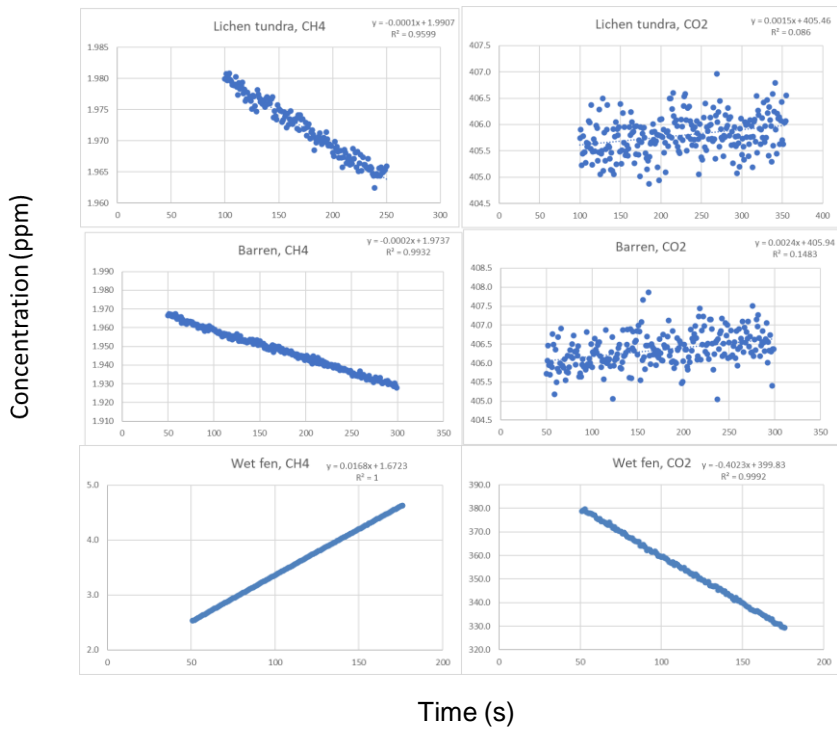 Concentration (ppm)
Lichen tundra, CH4
y = -0.0001x + 1.9907
R² = 0.9599
1.985
1.980
1.975
1.970
1.965
1.960
0 50 100 150 200 250 300
Lichen tundra, CO2
y = 0.0015x + 405.46
R² = 0.086
407.5
407.0
406.5
406.0
405.5
405.0
404.5
0 50 100 150 200 250 300 350 400
Barren, CH4
y = -0.0002x + 1.9737
R² = 0.9932
1.990
1.980
1.970
1.960
1.950
1.940
1.930
1.920
1.910
0 50 100 150 200 250 300 350
Barren, CO2
y = 0.0024x + 405.94
R² = 0.1483
408.5
408.0
407.5
407.0
406.5
406.0
405.5
405.0
404.5
0 50 100 150 200 250 300 350
Wet fen, CH4
y = 0.0168x + 1.6723
R² = 1
5.0
4.0
3.0
2.0
0 50 100 150 200
Wet fen, CO2
y = -0.4023x + 399.83
R² = 0.9992
390.0
380.0
370.0
360.0
350.0
340.0
330.0
320.0
0 50 100 150 200
Time (s)